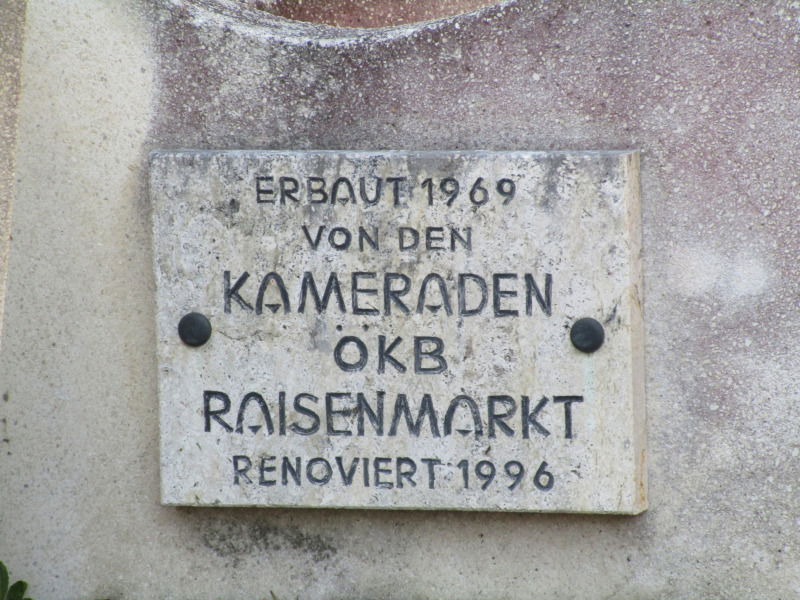 ERBAUT 1969
VON DEN
KAMERADEN
ÖKB
RAISENMARKT
RENOVIERT 1996